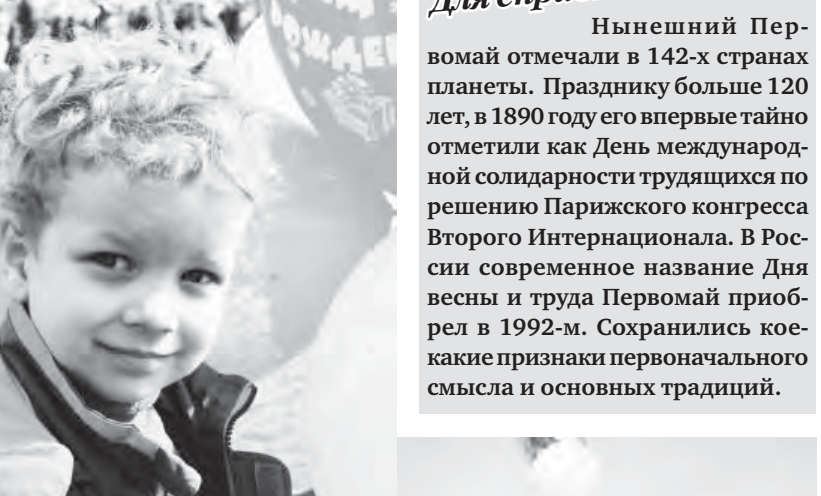 Для
Нынешний Пер-
вомай отмечали в 142-х странах
планеты. Празднику больше 120
лет, в 1890 году его впервые тайно
отметили как День международ-
ной солидарности трудящихся по
решению Парижского конгресса
Второго Интернационала. В Рос-
сии современное название Дня
весны и труда Первомай приоб-
рел в 1992-м. Сохранились кое-
какие признаки первоначального
смысла и основных традиций.